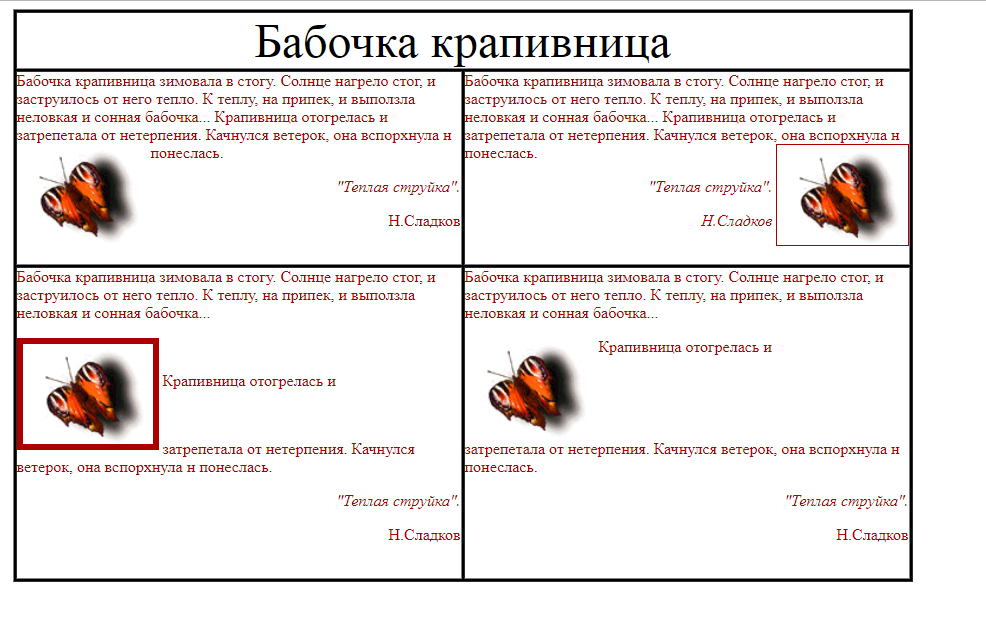 Бабочка крапивница
Бабочка крапивница зимовала в стогу. Солнце нагрело стог, и
заструилось от него тепло. К теплу, на припек, и выползла
неловкая и сонная бабочка... Крапивница отогрелась и
затрепетала от нетерпения. Качнулся ветерок, она вспорхнула н
понеслась.
"Теплая струйка".
Н.Сладков
Бабочка крапивница зимовала в стогу. Солнце нагрело стог, и
заструилось от него тепло. К теплу, на припек, и выползла
неловкая и сонная бабочка... Крапивница отогрелась и
затрепетала от нетерпения. Качнулся ветерок, она вспорхнула н
понеслась.
"Теплая струйка".
Н.Сладков
Бабочка крапивница зимовала в стогу. Солнце нагрело стог, и
заструилось от него тепло. К теплу, на припек, и выползла
неловкая и сонная бабочка...
Крапивница отогрелась и
затрепетала от нетерпения. Качнулся
ветерок, она вспорхнула н понеслась.
"Теплая струйка".
Н.Сладков
Бабочка крапивница зимовала в стогу. Солнце нагрело стог, и
заструилось от него тепло. К теплу, на припек, и выползла
неловкая и сонная бабочка...
Крапивница отогрелась и
затрепетала от нетерпения. Качнулся ветерок, она вспорхнула н
понеслась.
"Теплая струйка".
Н.Сладков